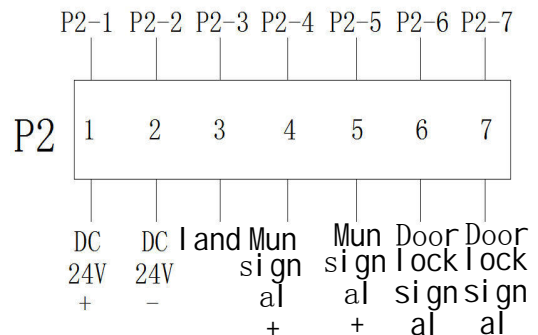 P2-1 P2-2 P2-3 P2-4 P2-5 P2-6 P2-7
P2 1 2 3 4 5 6 7
DC
24V
+
DC
24V
-
land
Mun
sign
al
+
Mun
sign
al
+
Door
lock
sign
al
Door
lock
sign
al